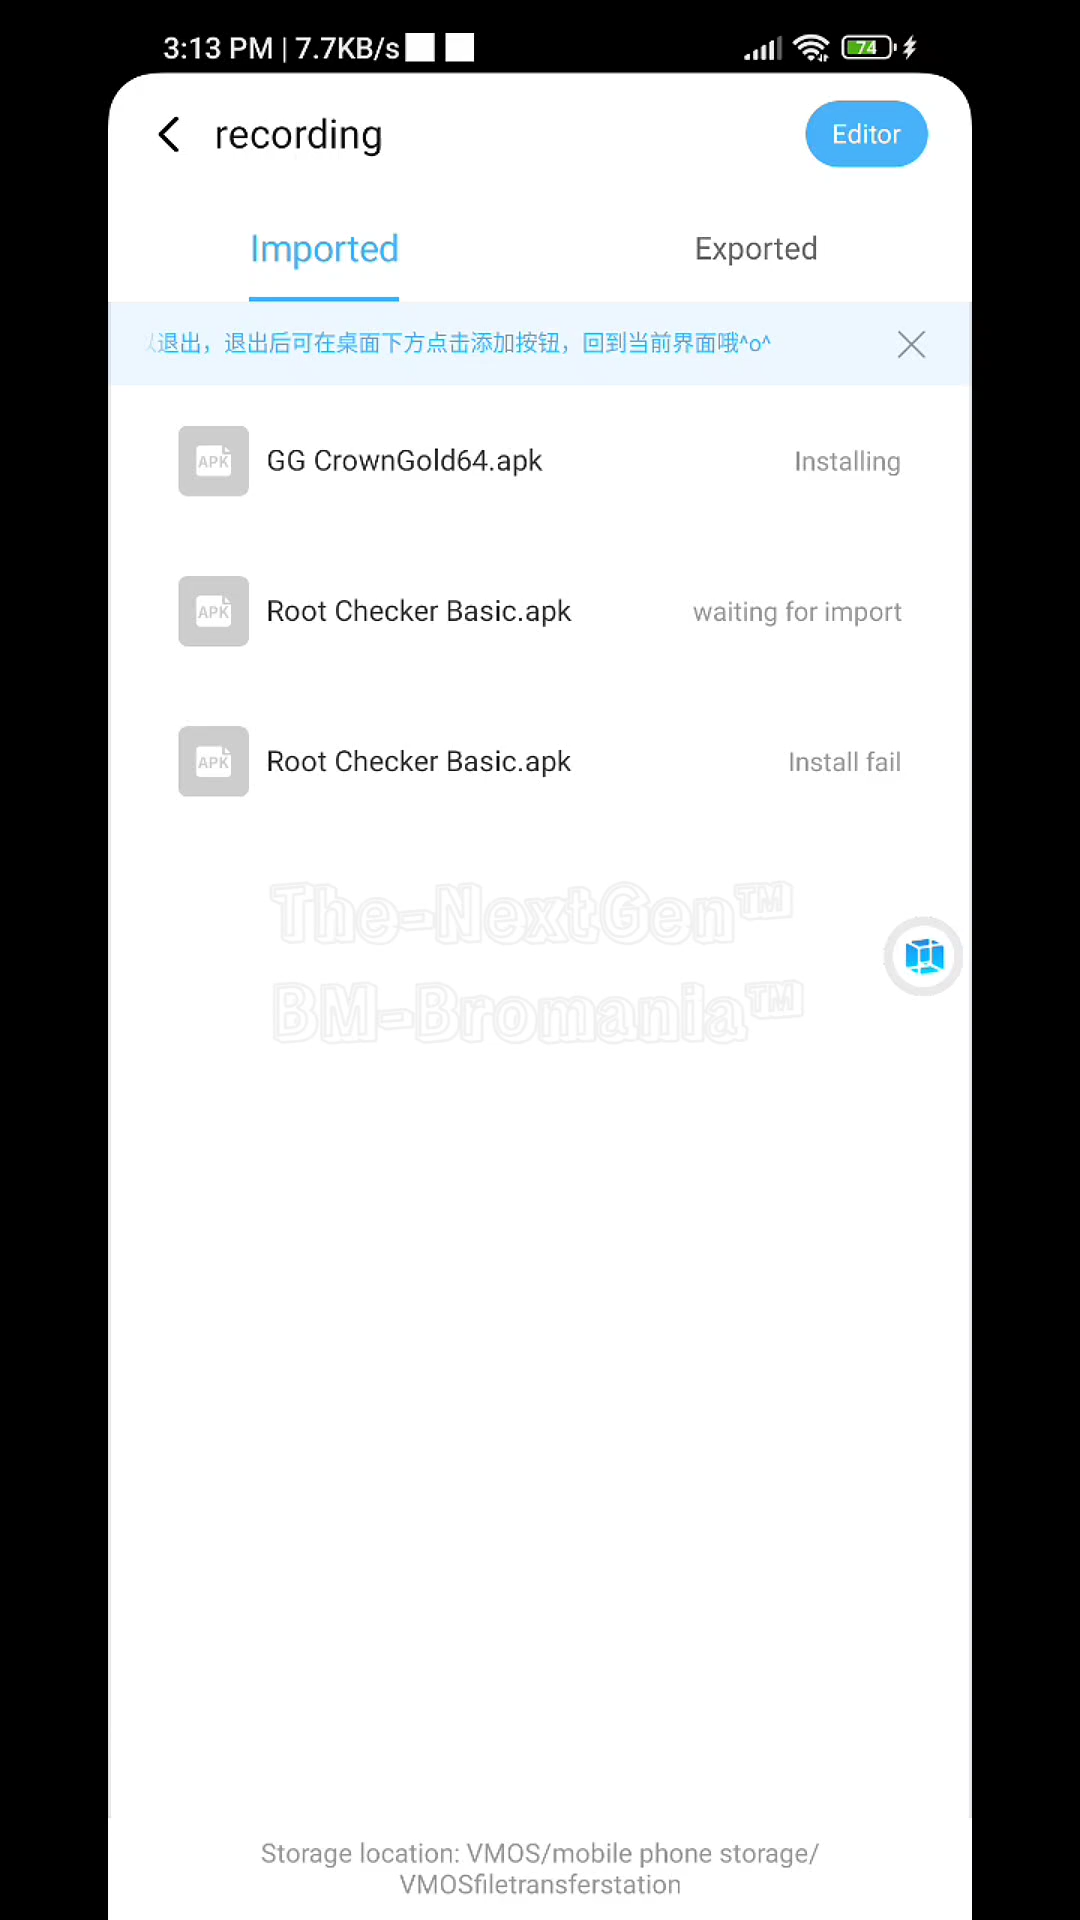 3:13 PM | 7.7KB/s
74
recording
Editor
Imported
Exported
退出，退出后可在桌面下方点击添加按钮，回到当前界面哦^o^
APK
GG CrownGold64.apk
Installing
APK
Root Checker Basic.apk
waiting for import
APK
Root Checker Basic.apk
Install fail
The-NextGen™
BM-Bromania™
Storage location: VMOS/mobile phone storage/
VMOSfiletransferstation